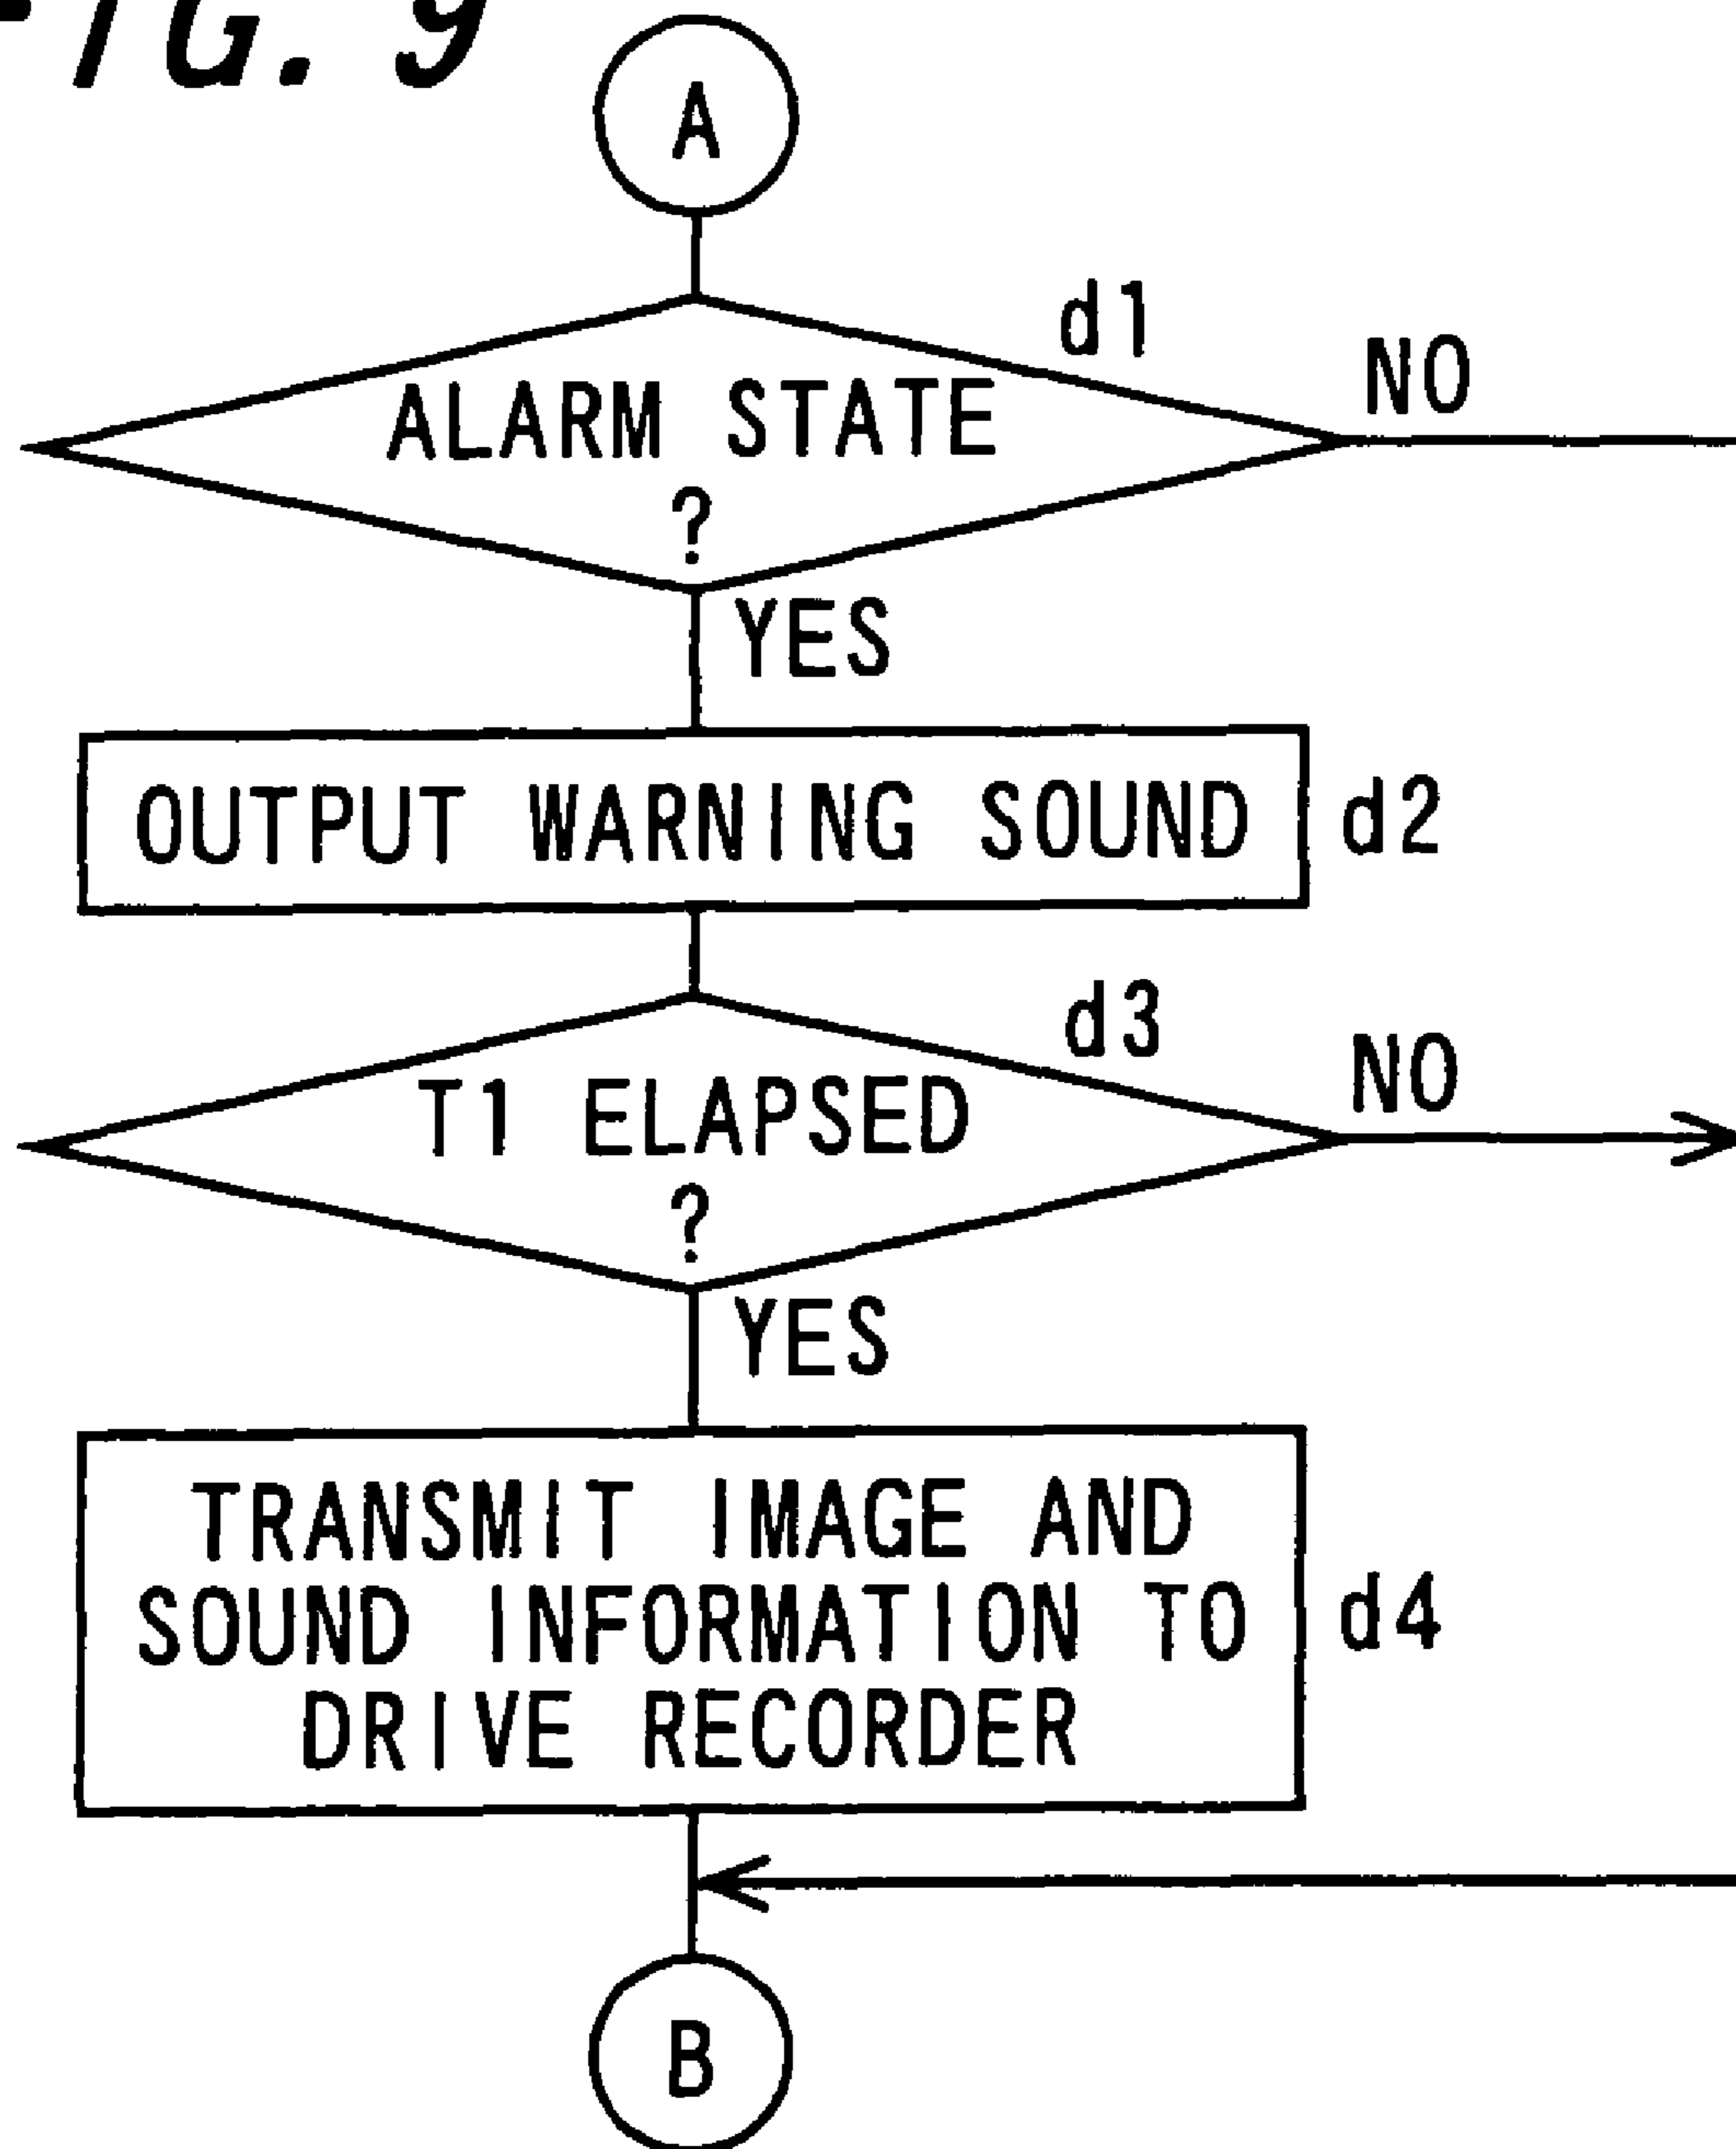 FIG. 9
A
d1
ALARM STATE
?
NO
YES
OUTPUT WARNING SOUND
d2
d3
T1 ELAPSED
?
NO
YES
TRANSMIT IMAGE AND
SOUND INFORMATION TO
DRIVE RECORDER
d4
B